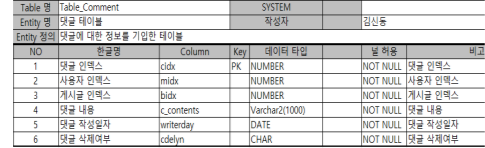 Table 명 Table_Comment SYSTEM
Entity 명 댓글 테이블 작성자 김신동
Entity 정의 댓글에 대한 정보를 기입한 테이블
NO 한글명 Column Key 데이터 타입 널 허용 비고
1 댓글 인덱스 cidx PK NUMBER NOT NULL 댓글 인덱스
2 사용자 인덱스 midx NUMBER NOT NULL 사용자 인덱스
3 게시글 인덱스 bidx NUMBER NOT NULL 게시글 인덱스
4 댓글 내용 c_contents Varchar2(1000) NOT NULL 댓글 내용
5 댓글 작성일자 writerday DATE NOT NULL 댓글 작성일자
6 댓글 삭제여부 cdelyn CHAR NOT NULL 댓글 삭제여부